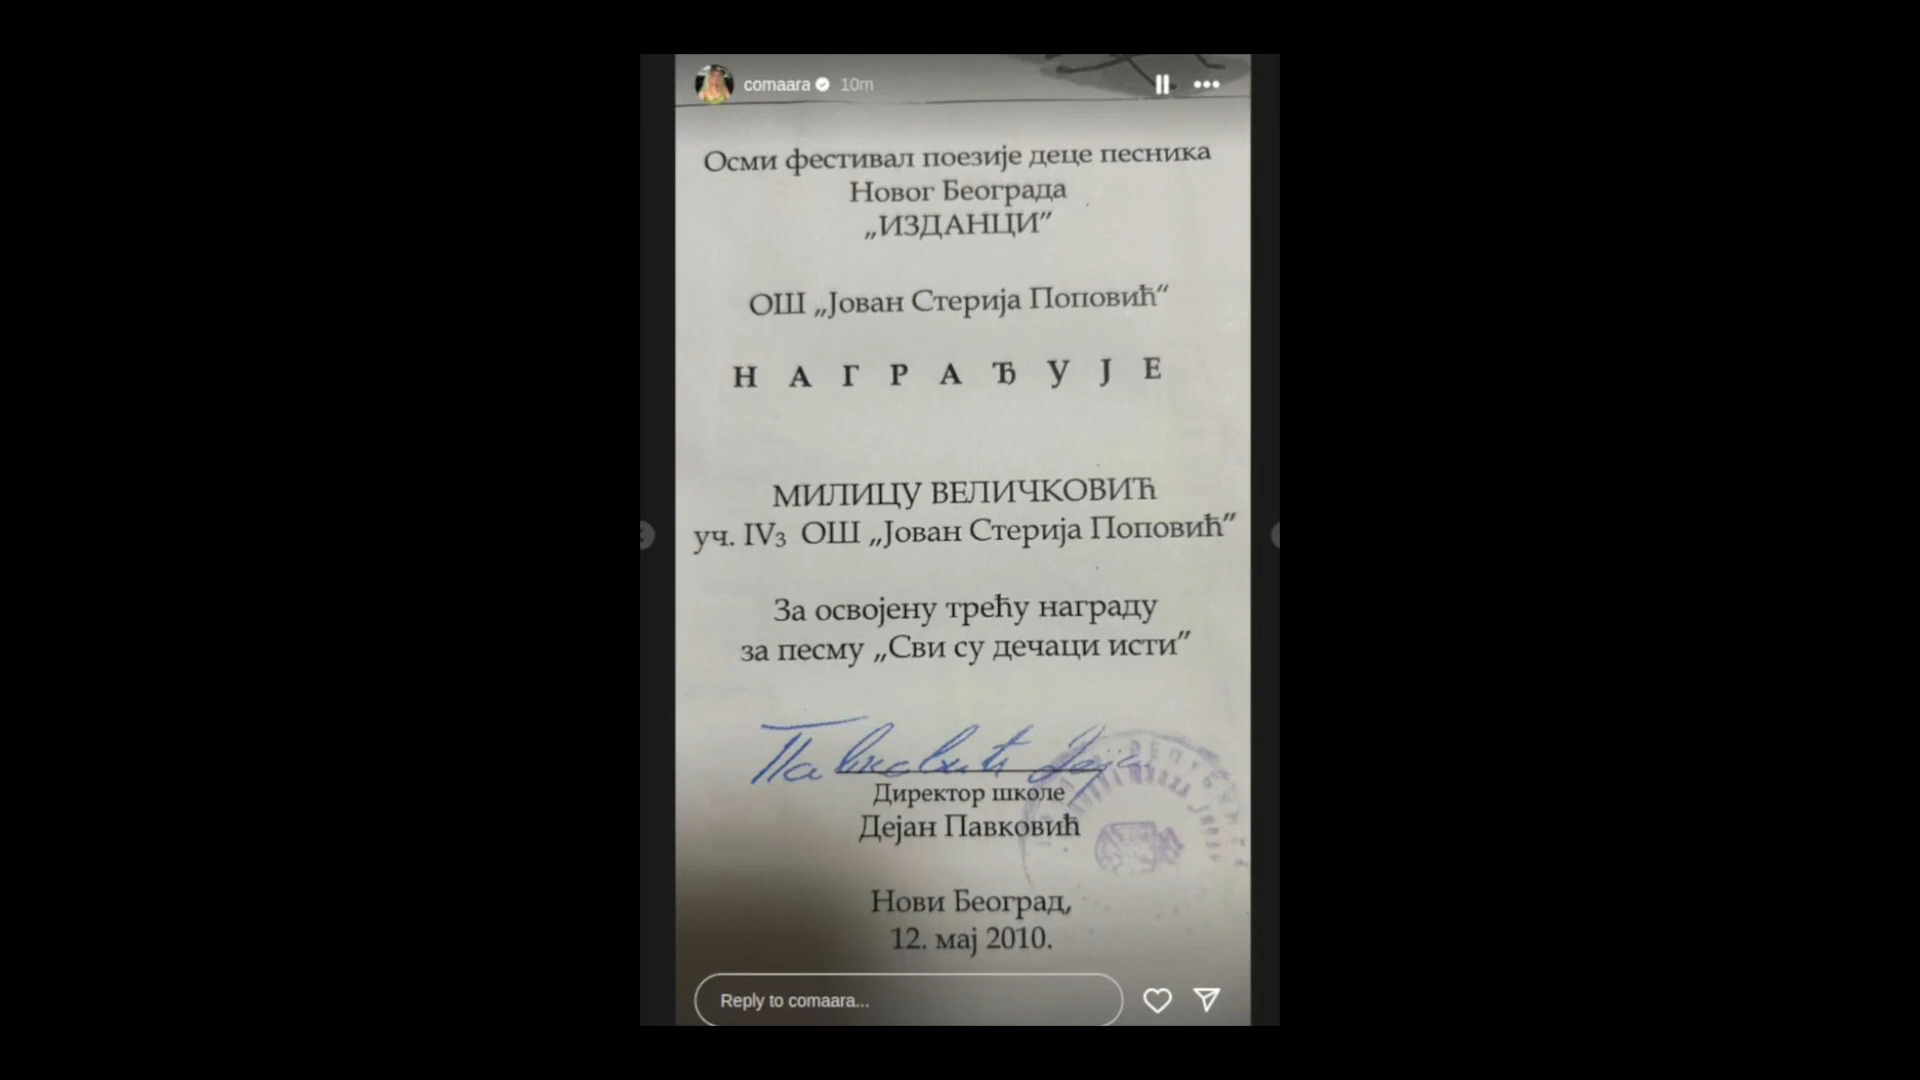 comaara 10m
Осми фестивал поезије деце песника
Новог Београда
„ИЗДАНЦИ”
ОШ „Јован Стерија Поповић“
Н А Г Р А Ђ У Ј Е
МИЛИЦУ ВЕЛИЧКОВИЋ
уч. IV3 ОШ „Јован Стерија Поповић”
За освојену трећу награду
за песму „Сви су дечаци исти”
Павковић Дејан
Директор школе
Дејан Павковић
Нови Београд,
12. мај 2010.
Reply to comaara...